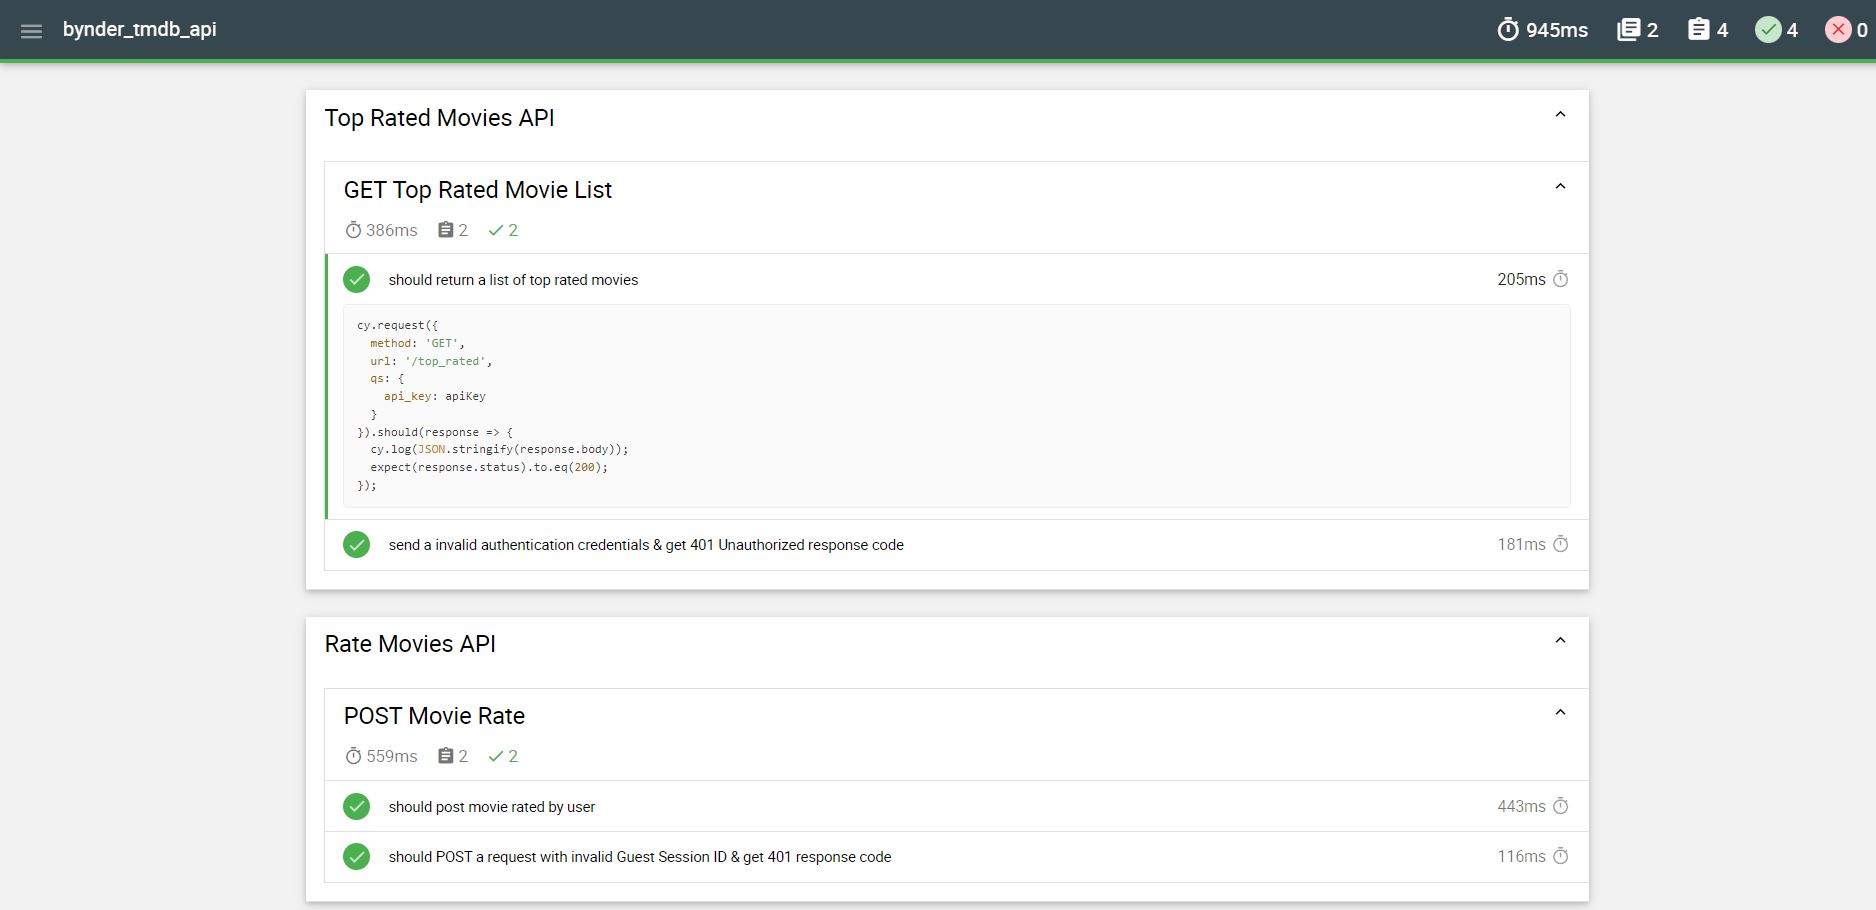 bynder_tmdb_api 945ms 2 4 4 0
Top Rated Movies API
GET Top Rated Movie List
386ms 2 2
should return a list of top rated movies 205ms
cy.request({
  method: 'GET',
  url: '/top_rated',
  qs: {
    api_key: apiKey
  }
}).should(response => {
  cy.log(JSON.stringify(response.body));
  expect(response.status).to.eq(200);
});
send a invalid authentication credentials & get 401 Unauthorized response code 181ms
Rate Movies API
POST Movie Rate
559ms 2 2
should post movie rated by user 443ms
should POST a request with invalid Guest Session ID & get 401 response code 116ms